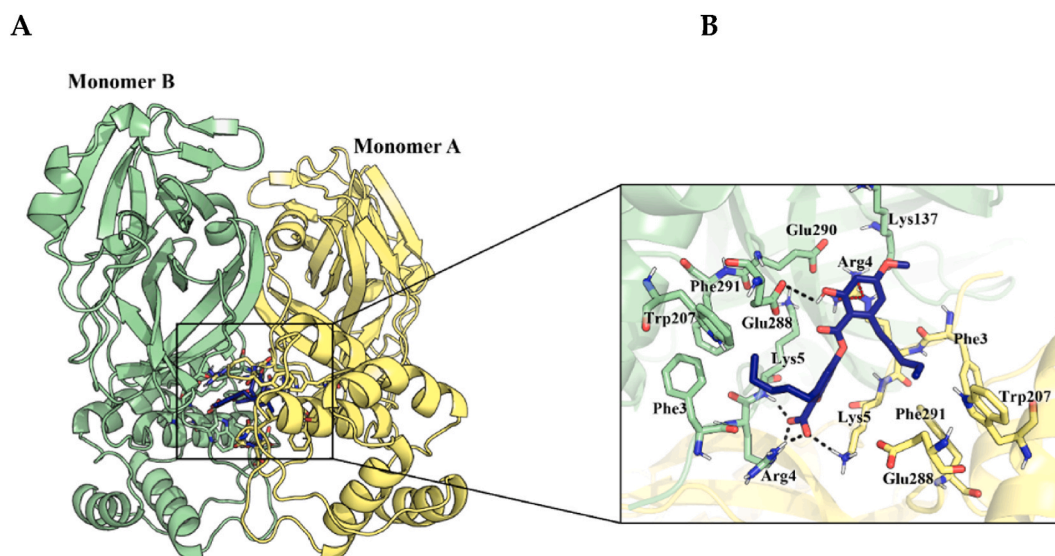 A
B
Monomer B
Monomer A
Lys137
Glu290
Arg4
Phe291
Glu288
Trp207
Phe3
Lys5
Trp207
Phe3
Lys5
Phe291
Arg4
Glu288